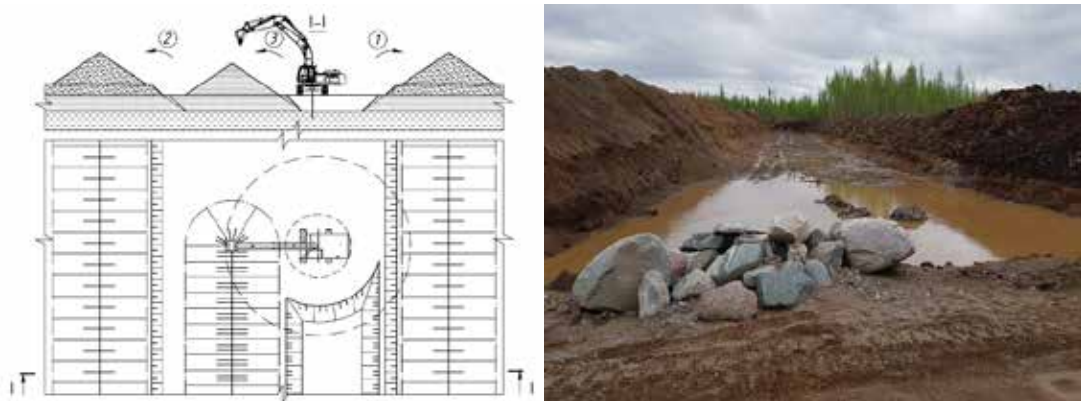 I–I
② ③ ①
I I